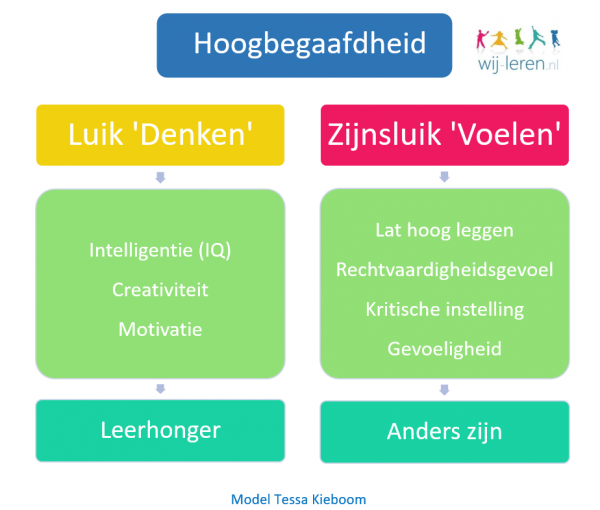 Hoogbegaafdheid
wij-leren.nl
Luik 'Denken'
Zijnsluik 'Voelen'
Intelligentie (IQ)
Creativiteit
Motivatie
Lat hoog leggen
Rechtvaardigheidsgevoel
Kritische instelling
Gevoeligheid
Leerhonger
Anders zijn
Model Tessa Kieboom